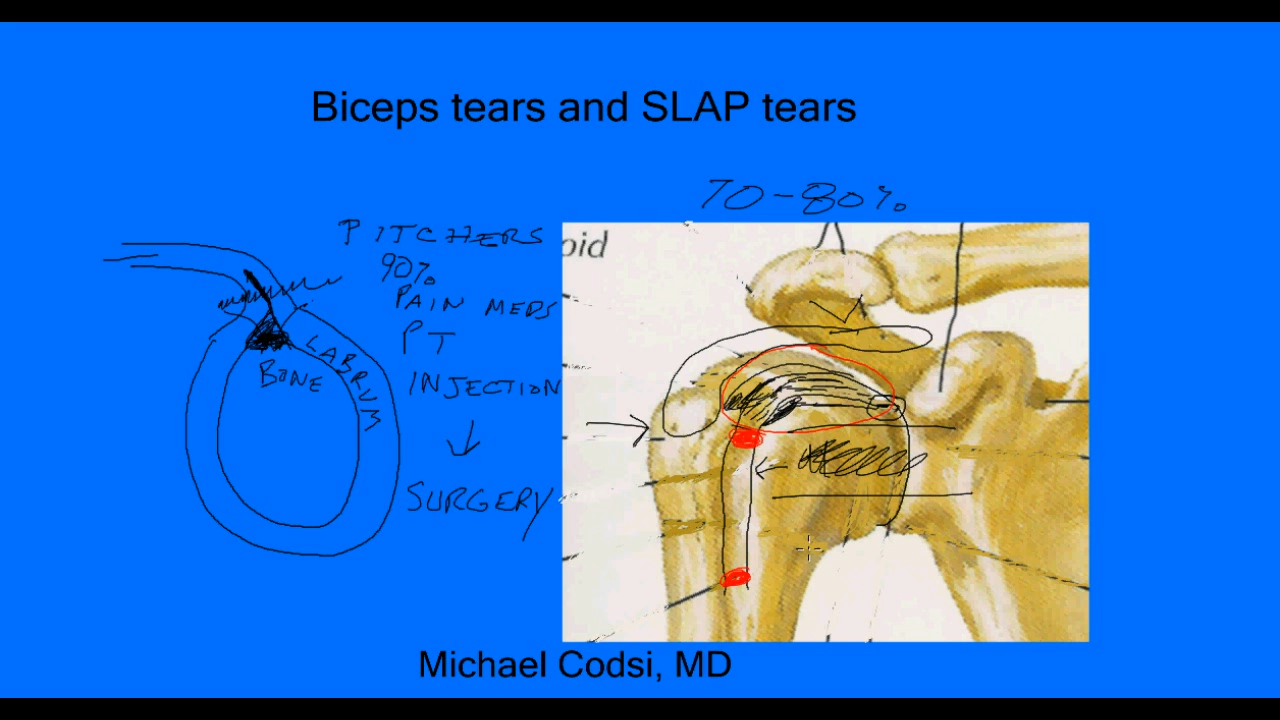 Biceps tears and SLAP tears
70-80%
PITCHERS
90%
PAIN MEDS
PT
INJECTION
SURGERY
LABRUM
BONE
oid
Michael Codsi, MD